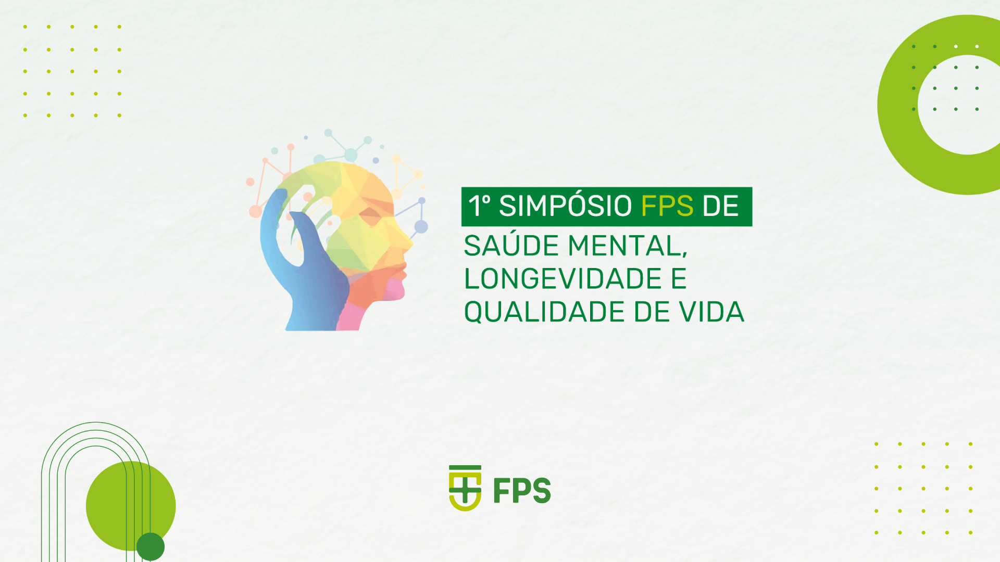 1º SIMPÓSIO FPS DE
SAÚDE MENTAL,
LONGEVIDADE E
QUALIDADE DE VIDA
FPS